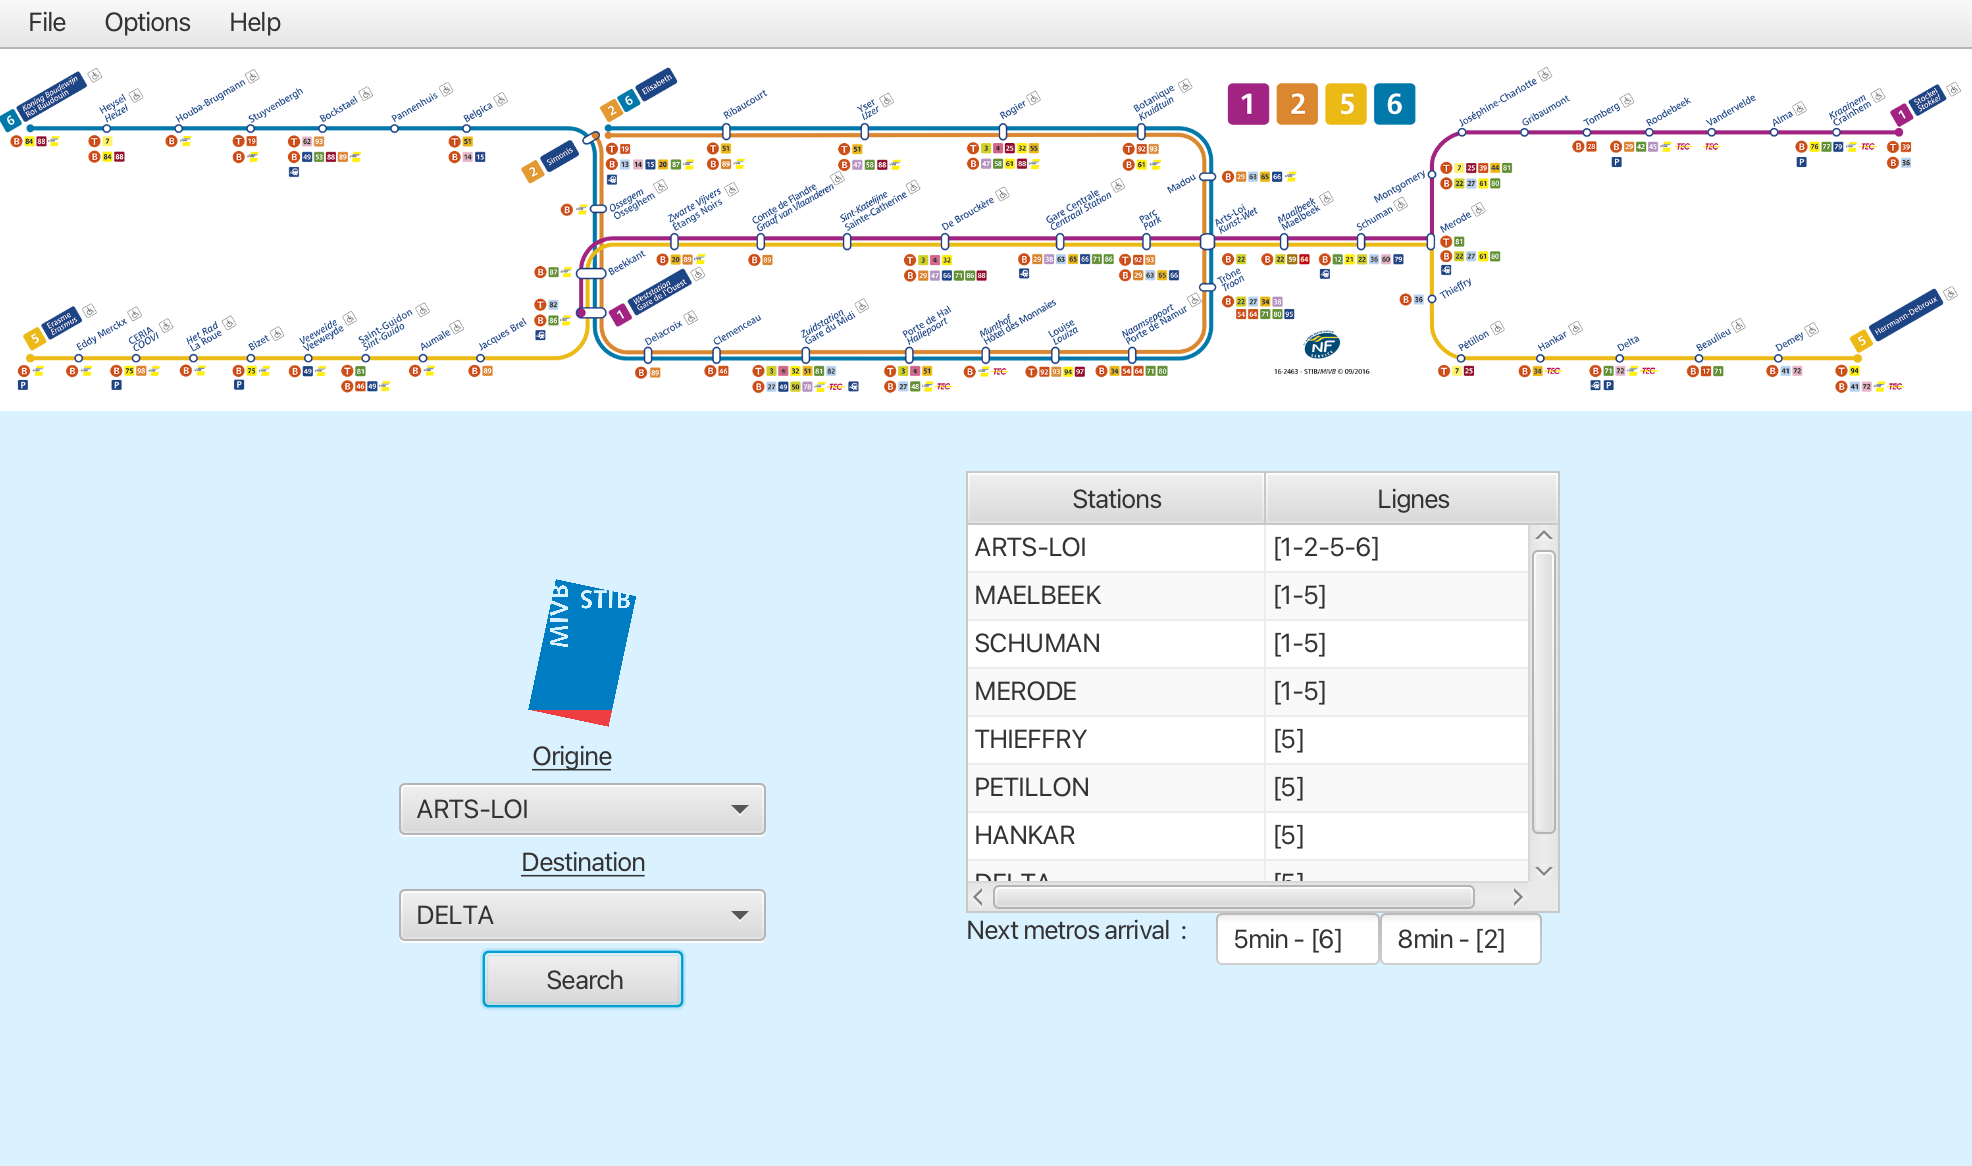 File Options Help
6 Koning Boudewijn
Roi Baudouin
Heysel
Heizel
Houba-Brugmann
Stuyvenbergh
Bockstael
Pannenhuis
Belgica
2 6 Elisabeth
2 Simonis
Ribaucourt
Yser
IJzer
Rogier
Botanique
Kruidtuin
1 2 5 6
Joséphine-Charlotte
Gribaumont
Tomberg
Roodebeek
Vandervelde
Alma
Kraainem
Crainhem
1 Stockel
Stokkel
Madou
Montgomery
Ossegem
Osseghem
Zwarte Vijvers
Étangs Noirs
Comte de Flandre
Graaf van Vlaanderen
Sint-Katelijne
Sainte-Catherine
De Brouckère
Gare Centrale
Centraal Station
Parc
Park
Arts-Loi
Kunst-Wet
Maalbeek
Maelbeek
Schuman
Merode
Beekkant
1 Weststation
Gare de l'Ouest
Trône
Troon
Thieffry
5 Erasme
Erasmus
Eddy Merckx
CERIA
COOVI
Het Rad
La Roue
Bizet
Veeweide
Veeweyde
Saint-Guidon
Sint-Guido
Aumale
Jacques Brel
Delacroix
Clemenceau
Zuidstation
Gare du Midi
Porte de Hal
Hallepoort
Munthof
Hôtel des Monnaies
Louise
Louiza
Naamsepoort
Porte de Namur
NF
SERVICE
16-2463 - STIB/MIVB © 09/2016
Pétillon
Hankar
Delta
Beaulieu
Demey
5 Herrmann-Debroux
MIVB STIB
Origine
ARTS-LOI
Destination
DELTA
Search
Stations Lignes
ARTS-LOI [1-2-5-6]
MAELBEEK [1-5]
SCHUMAN [1-5]
MERODE [1-5]
THIEFFRY [5]
PETILLON [5]
HANKAR [5]
DELTA [5]
Next metros arrival : 5min - [6] 8min - [2]